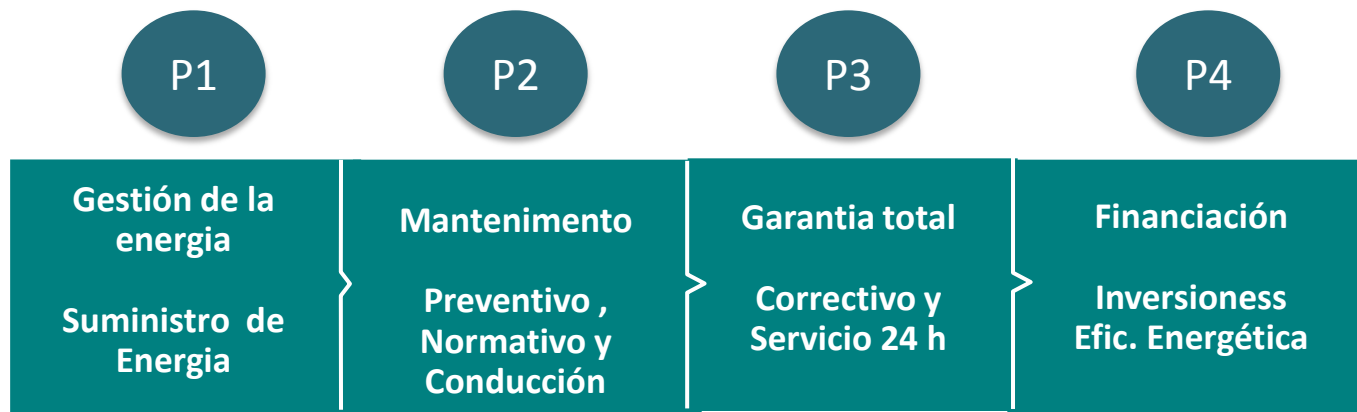 P1
P2
P3
P4
Gestión de la
energia
Suministro de
Energia
Mantenimento
Preventivo ,
Normativo y
Conducción
Garantia total
Correctivo y
Servicio 24 h
Financiación
Inversioness
Efic. Energética